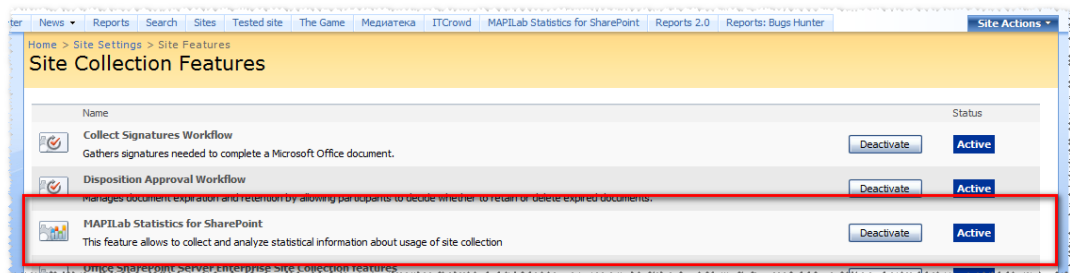 ter News Reports Search Sites Tested site The Game Медиатека ITCrowd MAPILab Statistics for SharePoint Reports 2.0 Reports: Bugs Hunter Site Actions
Home > Site Settings > Site Features
Site Collection Features
Name Status
Collect Signatures Workflow
Gathers signatures needed to complete a Microsoft Office document. Deactivate Active
Disposition Approval Workflow
Manages document expiration and retention by allowing participants to decide whether to retain or delete expired documents. Deactivate Active
MAPILab Statistics for SharePoint
This feature allows to collect and analyze statistical information about usage of site collection Deactivate Active
Office SharePoint Server Enterprise Site Collection features